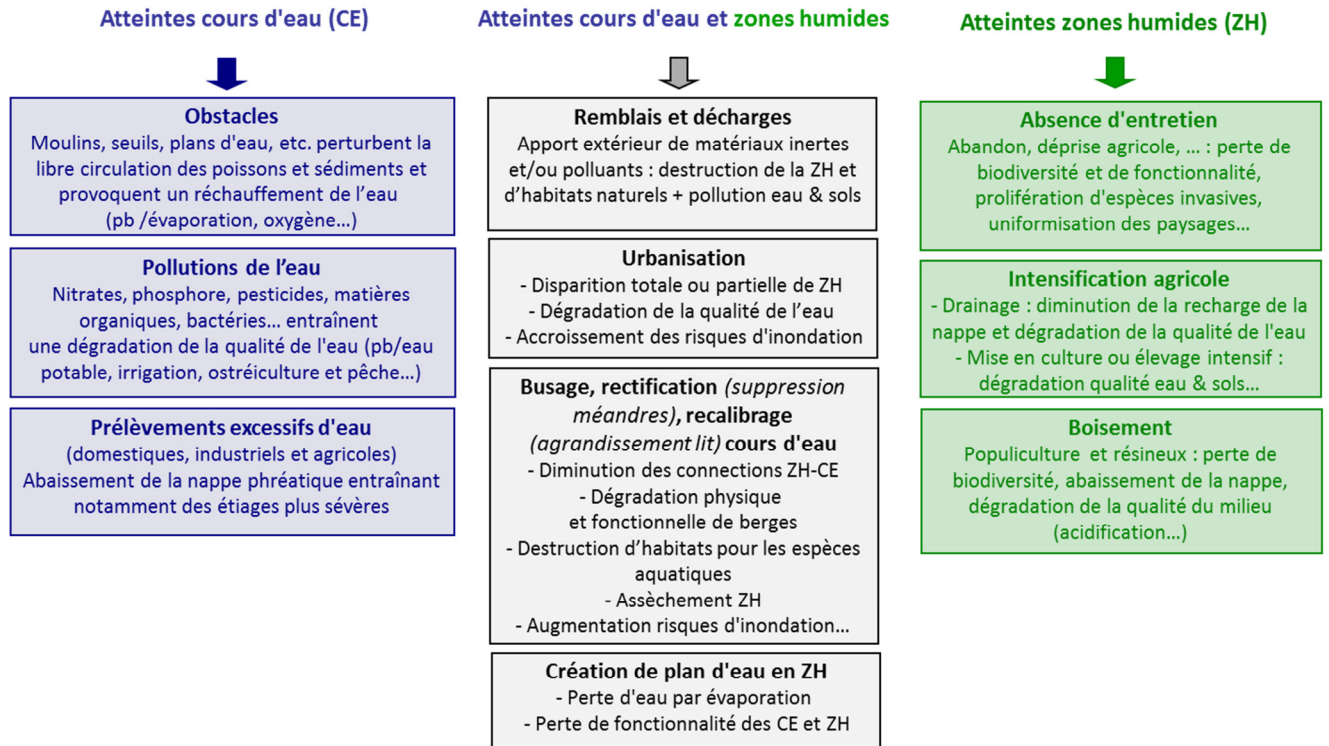 Atteintes cours d'eau (CE)
Obstacles
Moulins, seuils, plans d'eau, etc. perturbent la
libre circulation des poissons et sédiments et
provoquent un réchauffement de l’eau
(pb /évaporation, oxygène…)
Pollutions de l’eau
Nitrates, phosphore, pesticides, matières
organiques, bactéries… entraînent
une dégradation de la qualité de l'eau (pb/eau
potable, irrigation, ostréiculture et pêche…)
Prélèvements excessifs d'eau
(domestiques, industriels et agricoles)
Abaissement de la nappe phréatique entraînant
notamment des étiages plus sévères
Atteintes cours d'eau et zones humides
Remblais et décharges
Apport extérieur de matériaux inertes
et/ou polluants : destruction de la ZH et
d’habitats naturels + pollution eau & sols
Urbanisation
- Disparition totale ou partielle de ZH
- Dégradation de la qualité de l’eau
- Accroissement des risques d'inondation
Busage, rectification (suppression
méandres), recalibrage
(agrandissement lit) cours d'eau
- Diminution des connections ZH-CE
- Dégradation physique
et fonctionnelle de berges
- Destruction d’habitats pour les espèces
aquatiques
- Assèchement ZH
- Augmentation risques d'inondation…
Création de plan d'eau en ZH
- Perte d'eau par évaporation
- Perte de fonctionnalité des CE et ZH
Atteintes zones humides (ZH)
Absence d'entretien
Abandon, déprise agricole, … : perte de
biodiversité et de fonctionnalité,
prolifération d'espèces invasives,
uniformisation des paysages…
Intensification agricole
- Drainage : diminution de la recharge de la
nappe et dégradation de la qualité de l'eau
- Mise en culture ou élevage intensif :
dégradation qualité eau & sols…
Boisement
Populiculture et résineux : perte de
biodiversité, abaissement de la nappe,
dégradation de la qualité du milieu
(acidification…)